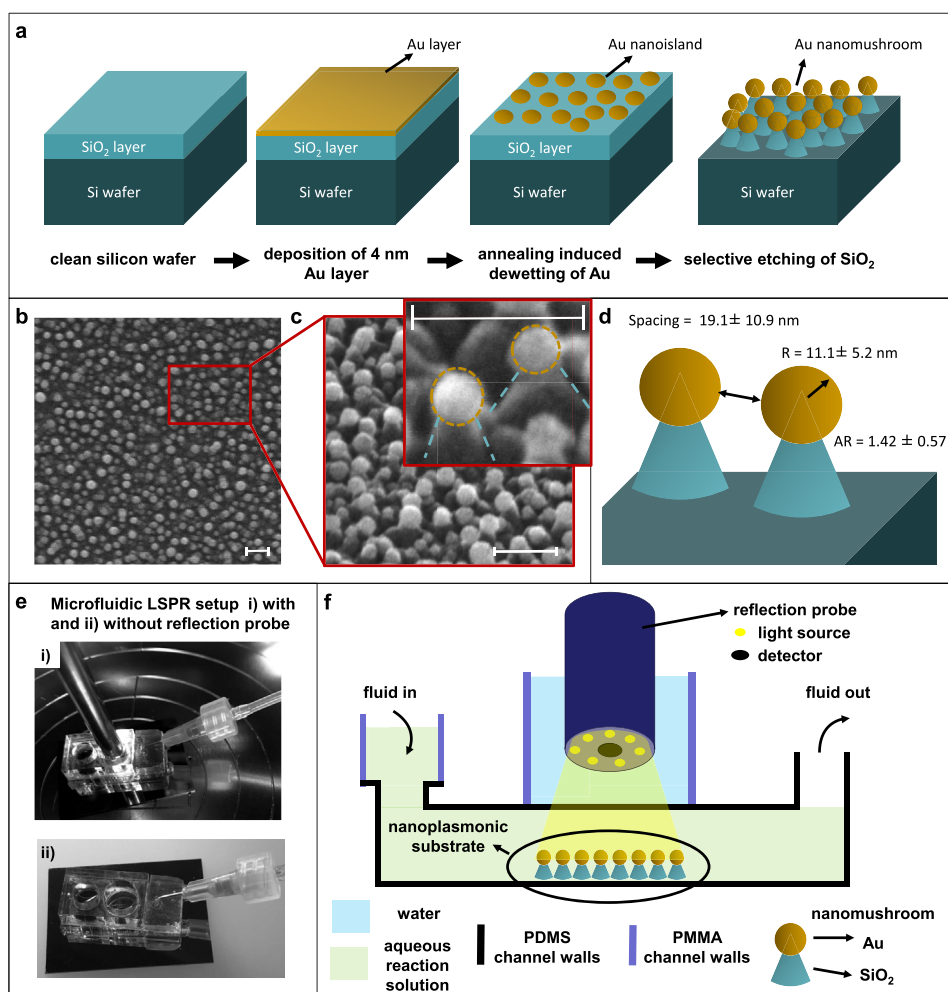 a
Au layer
Au nanoisland
Au nanomushroom
SiO₂ layer
SiO₂ layer
SiO₂ layer
Si wafer
Si wafer
Si wafer
Si wafer
clean silicon wafer
deposition of 4 nm
Au layer
annealing induced
dewetting of Au
selective etching of SiO₂
b
c
d
Spacing = 19.1± 10.9 nm
R = 11.1± 5.2 nm
AR = 1.42 ± 0.57
e
Microfluidic LSPR setup i) with
and ii) without reflection probe
i)
ii)
f
reflection probe
light source
detector
fluid in
fluid out
nanoplasmonic
substrate
water
aqueous
reaction
solution
PDMS
channel walls
PMMA
channel walls
nanomushroom
Au
SiO₂